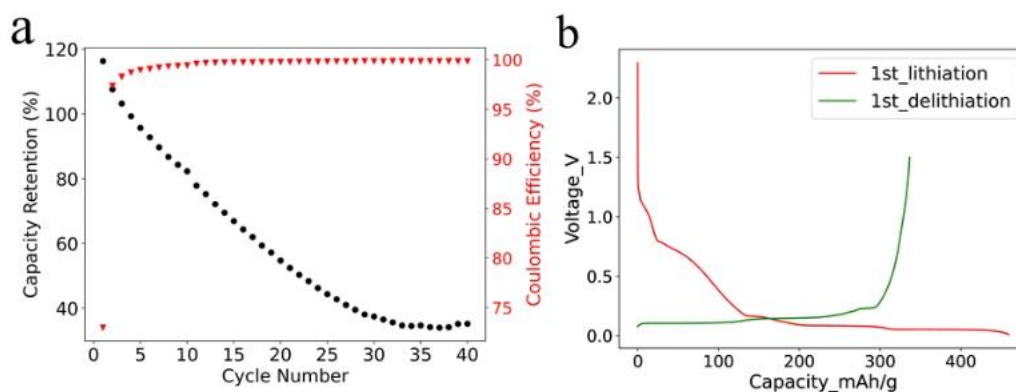 a
120
100
80
60
40
Capacity Retention (%)
0 5 10 15 20 25 30 35 40
Cycle Number
100
95
90
85
80
75
Coulombic Efficiency (%)
b
1st_lithiation
1st_delithiation
2.0
1.5
1.0
0.5
0.0
Voltage_V
0 100 200 300 400
Capacity_mAh/g